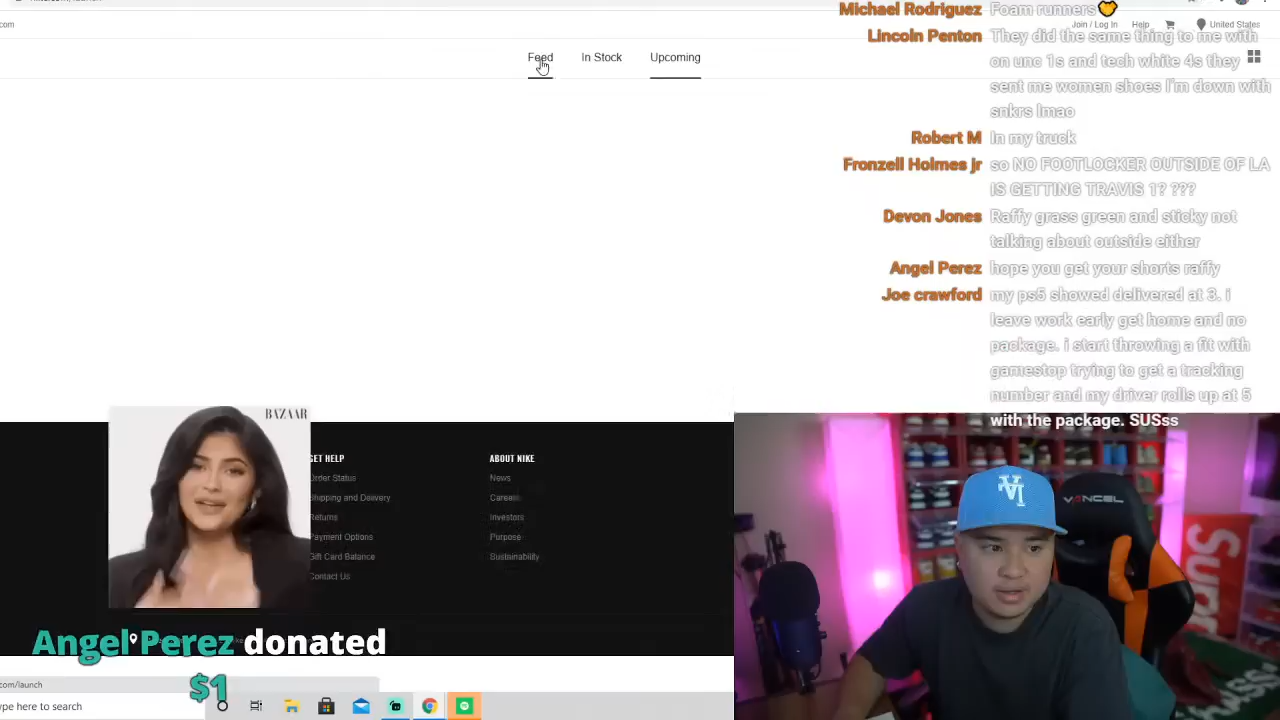 com
Join / Log In Help United States
Feed In Stock Upcoming
Michael Rodriguez Foam runners
Lincoln Penton They did the same thing to me with
on unc 1s and tech white 4s they
sent me women shoes I'm down with
snkrs lmao
Robert M In my truck
Fronzell Holmes jr so NO FOOTLOCKER OUTSIDE OF LA
IS GETTING TRAVIS 1? ???
Devon Jones Raffy grass green and sticky not
talking about outside either
Angel Perez hope you get your shorts raffy
Joe crawford my ps5 showed delivered at 3. i
leave work early get home and no
package. i start throwing a fit with
gamestop trying to get a tracking
number and my driver rolls up at 5
with the package. SUSss
BAZAAR
GET HELP
Order Status
Shipping and Delivery
Returns
Payment Options
Gift Card Balance
Contact Us
ABOUT NIKE
News
Careers
Investors
Purpose
Sustainability
Angel Perez donated
$1
com/launch
ype here to search